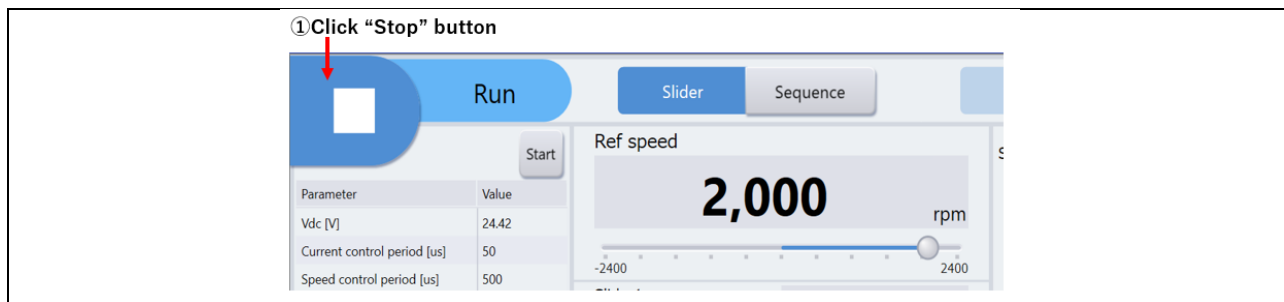 ①Click “Stop” button
Run
Slider
Sequence
Start
Ref speed
2,000
rpm
-2400
2400
Parameter Value
Vdc [V] 24.42
Current control period [us] 50
Speed control period [us] 500